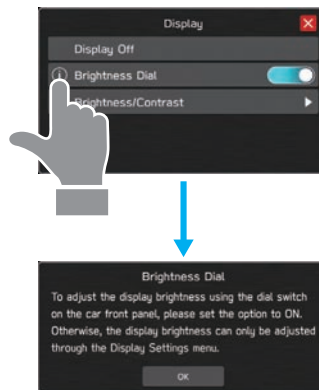 Display
Display Off
Brightness Dial
Brightness/Contrast
Brightness Dial
To adjust the display brightness using the dial switch
on the car front panel, please set the option to ON.
Otherwise, the display brightness can only be adjusted
through the Display Settings menu.
OK